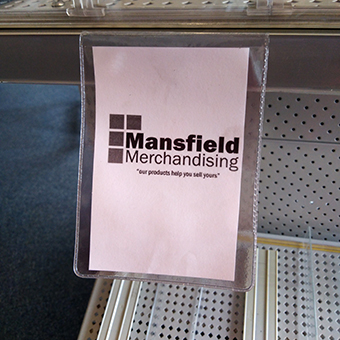 Mansfield
Merchandising
"our products help you sell yours"